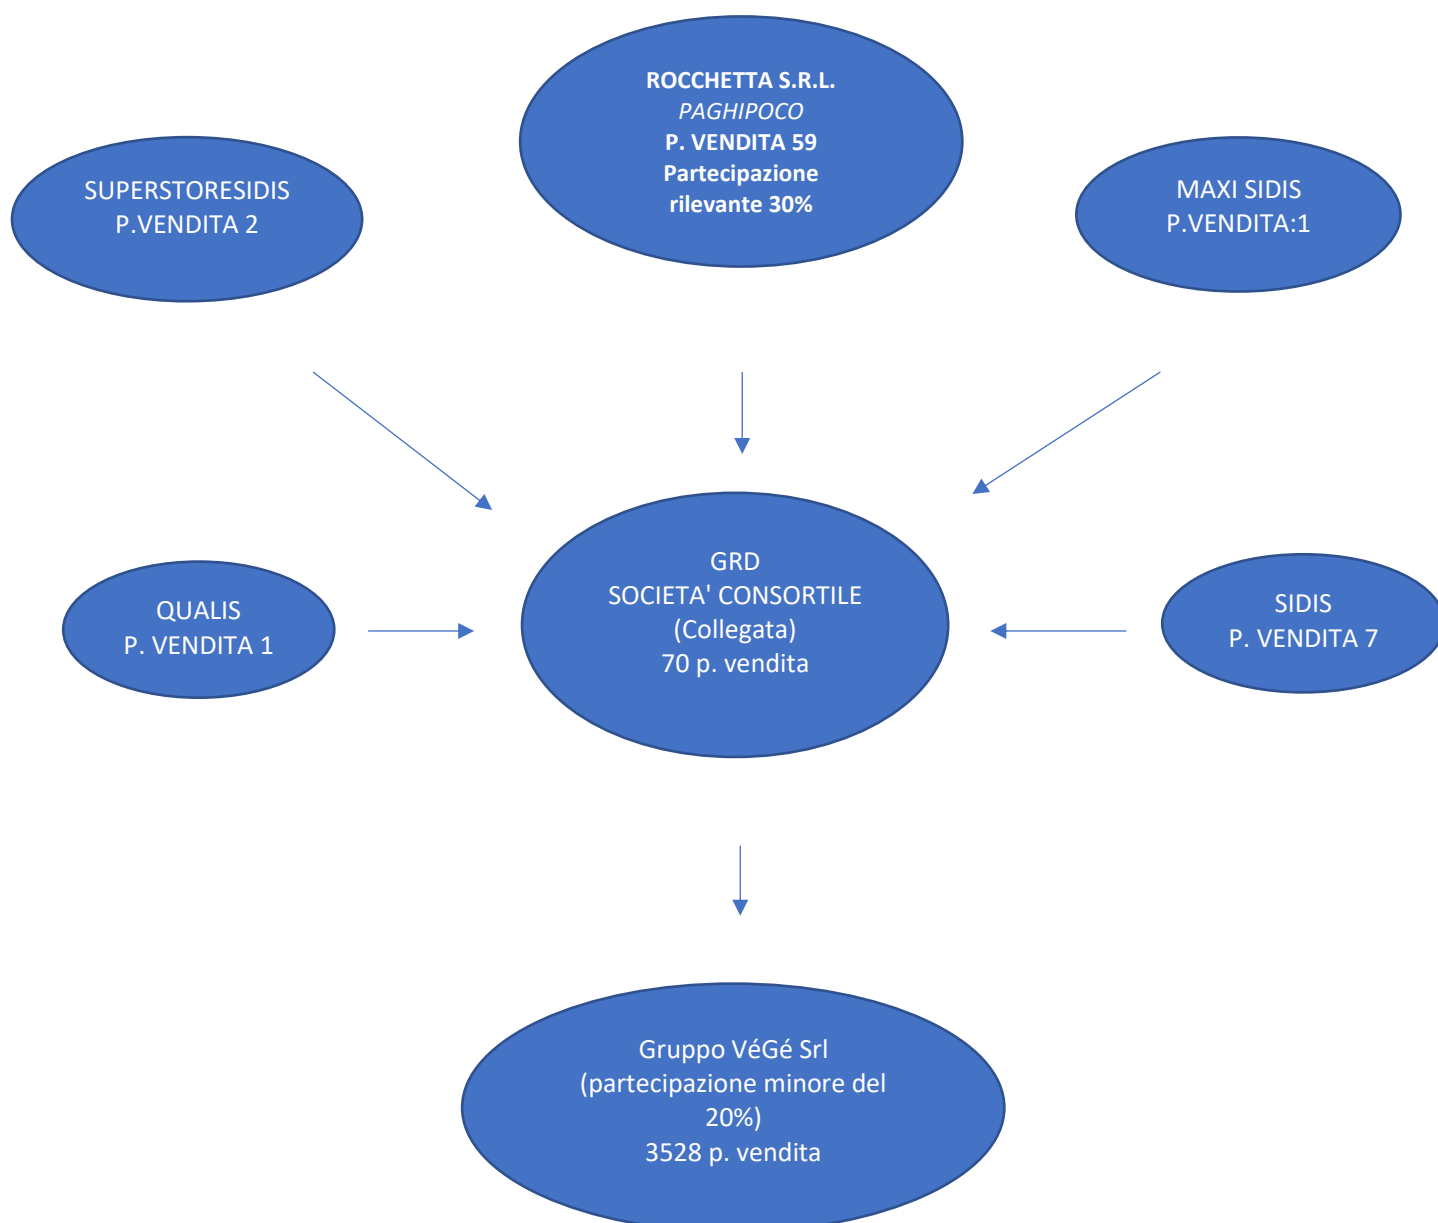 ROCCHETTA S.R.L.
PAGHIPOCO
P. VENDITA 59
Partecipazione
rilevante 30%
SUPERSTORESIDIS
P.VENDITA 2
MAXI SIDIS
P.VENDITA:1
GRD
SOCIETA' CONSORTILE
(Collegata)
70 p. vendita
QUALIS
P. VENDITA 1
SIDIS
P. VENDITA 7
Gruppo VéGé Srl
(partecipazione minore del
20%)
3528 p. vendita